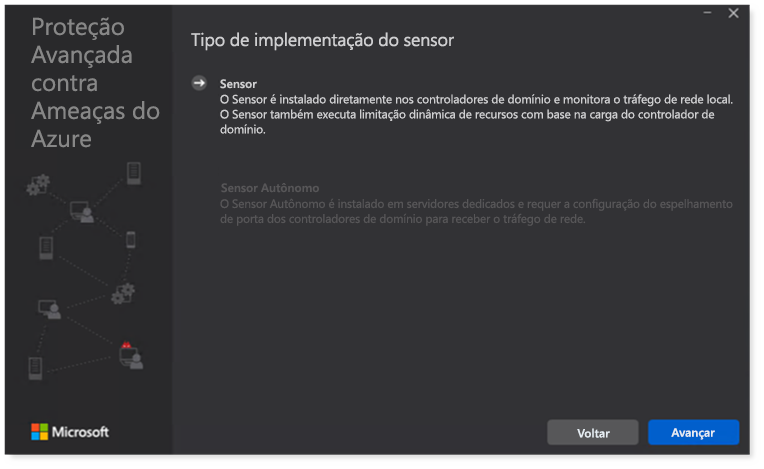 Proteção
Avançada
contra
Ameaças do
Azure
Tipo de implementação do sensor
Sensor
O Sensor é instalado diretamente nos controladores de domínio e monitora o tráfego de rede local.
O Sensor também executa limitação dinâmica de recursos com base na carga do controlador de
domínio.
Sensor Autônomo
O Sensor Autônomo é instalado em servidores dedicados e requer a configuração do espelhamento
de porta dos controladores de domínio para receber o tráfego de rede.
Microsoft
Voltar
Avançar